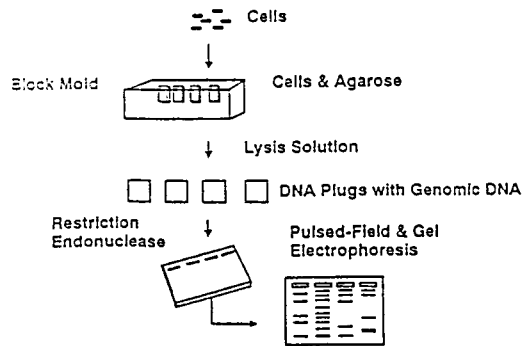 Cells
Block Mold
Cells & Agarose
Lysis Solution
DNA Plugs with Genomic DNA
Restriction
Endonuclease
Pulsed-Field & Gel
Electrophoresis